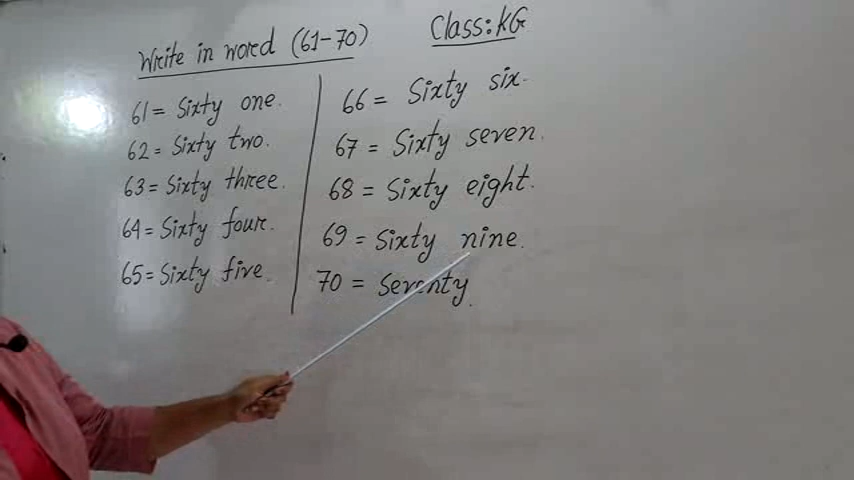 Write in word (61-70)
Class: KG
61 = Sixty one.
62 = Sixty two.
63 = Sixty three.
64 = Sixty four.
65 = Sixty five.
66 = Sixty six.
67 = Sixty seven.
68 = Sixty eight.
69 = Sixty nine.
70 = Seventy.